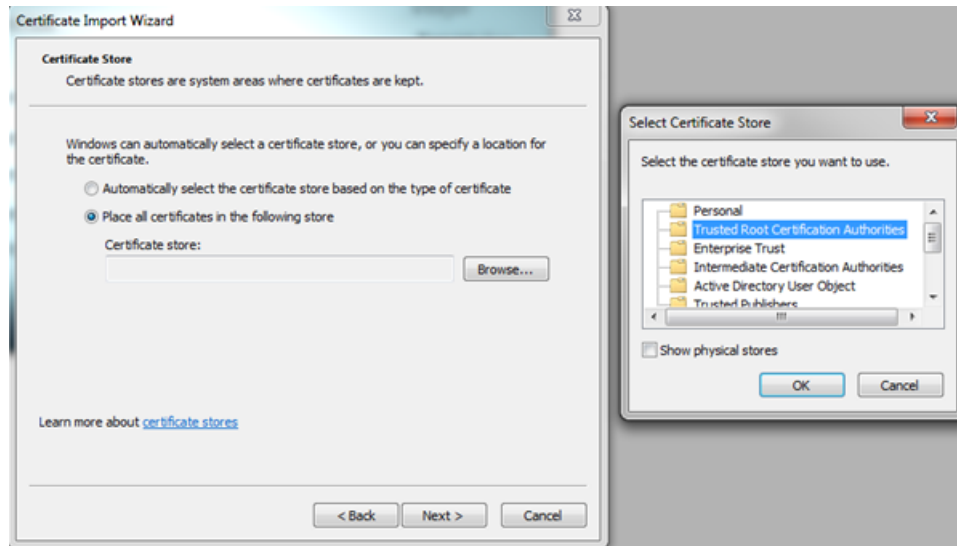 Certificate Import Wizard
Certificate Store
Certificate stores are system areas where certificates are kept.
Windows can automatically select a certificate store, or you can specify a location for
the certificate.
Automatically select the certificate store based on the type of certificate
Place all certificates in the following store
Certificate store:
Browse...
Learn more about certificate stores
< Back Next > Cancel
Select Certificate Store
Select the certificate store you want to use.
Personal
Trusted Root Certification Authorities
Enterprise Trust
Intermediate Certification Authorities
Active Directory User Object
Trusted Publishers
Show physical stores
OK Cancel